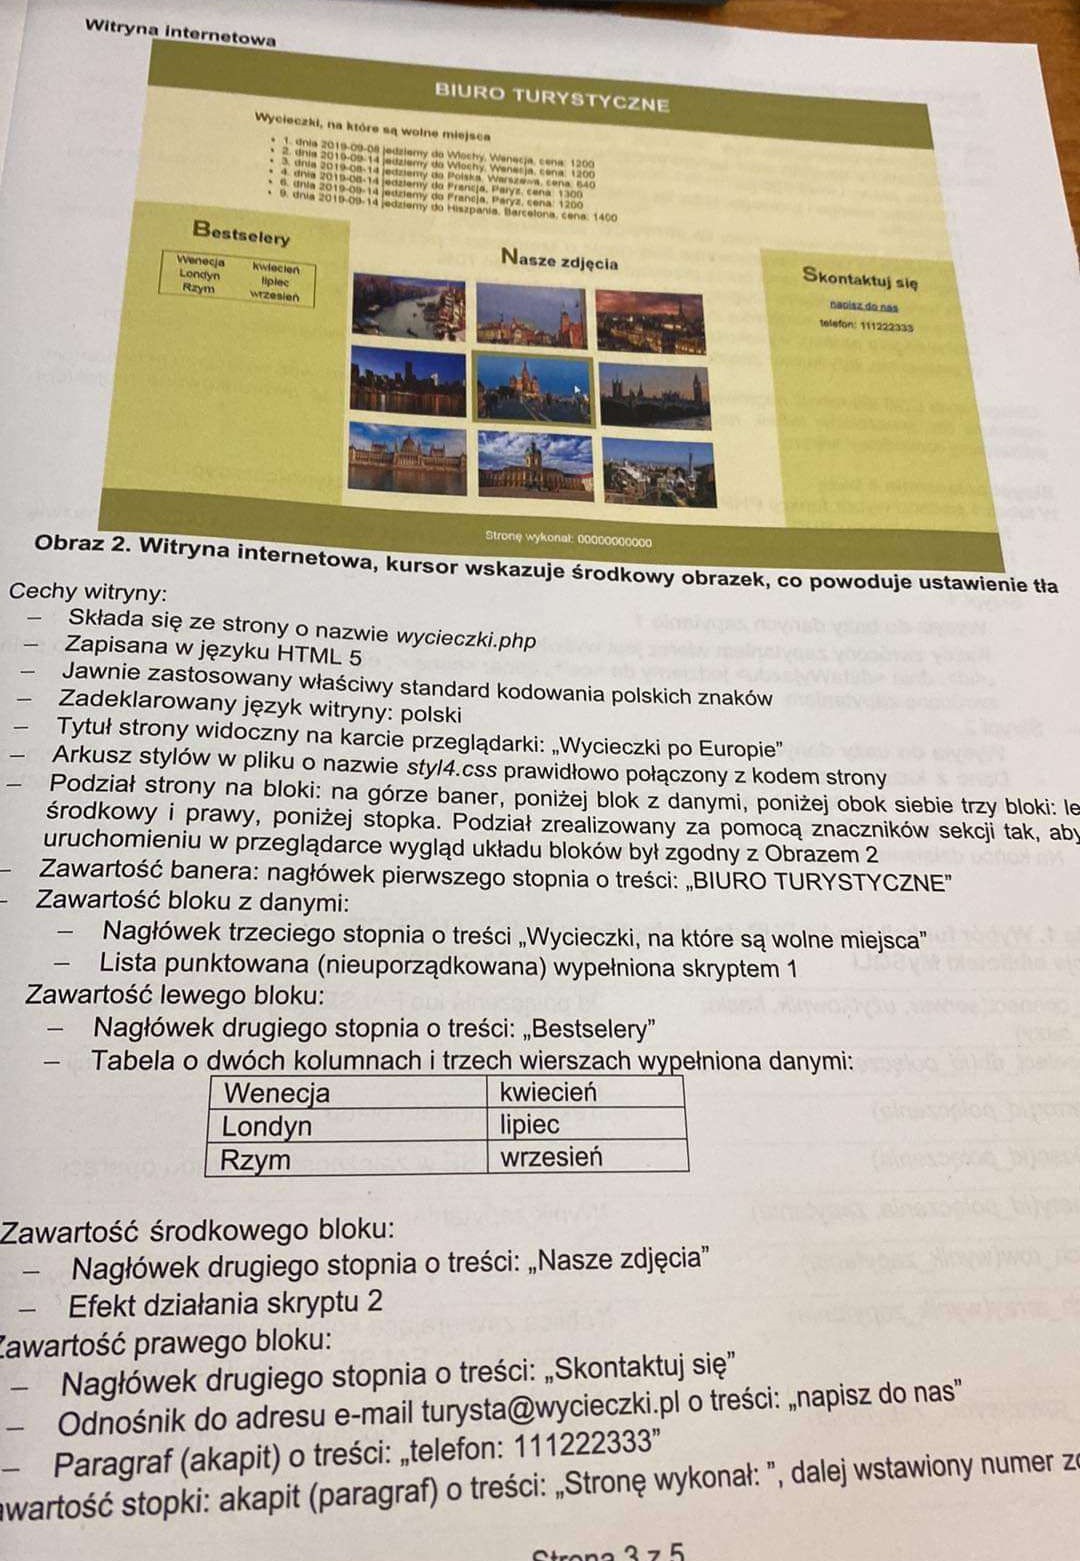 Witryna internetowa
BIURO TURYSTYCZNE
Wycieczki, na które są wolne miejsca
1. dnia 2019-09-08 jedziemy do Włochy, Wenecja, cena: 1200
2. dnia 2019-09-14 jedziemy do Włochy, Wenecja, cena: 1200
3. dnia 2019-08-14 jedziemy do Polska, Warszawa, cena: 640
4. dnia 2019-08-14 jedziemy do Francja, Paryż, cena: 1300
6. dnia 2019-09-14 jedziemy do Francja, Paryż, cena: 1200
9. dnia 2019-09-14 jedziemy do Hiszpania, Barcelona, cena: 1400
Bestselery
Wenecja kwiecień
Londyn lipiec
Rzym wrzesień
Nasze zdjęcia
Skontaktuj się
napisz do nas
telefon: 111222333
Stronę wykonał: 00000000000
Obraz 2. Witryna internetowa, kursor wskazuje środkowy obrazek, co powoduje ustawienie tła
Cechy witryny:
– Składa się ze strony o nazwie wycieczki.php
– Zapisana w języku HTML 5
– Jawnie zastosowany właściwy standard kodowania polskich znaków
– Zadeklarowany język witryny: polski
– Tytuł strony widoczny na karcie przeglądarki: „Wycieczki po Europie”
– Arkusz stylów w pliku o nazwie styl4.css prawidłowo połączony z kodem strony
– Podział strony na bloki: na górze baner, poniżej blok z danymi, poniżej obok siebie trzy bloki: le
środkowy i prawy, poniżej stopka. Podział zrealizowany za pomocą znaczników sekcji tak, aby
uruchomieniu w przeglądarce wygląd układu bloków był zgodny z Obrazem 2
– Zawartość banera: nagłówek pierwszego stopnia o treści: „BIURO TURYSTYCZNE”
– Zawartość bloku z danymi:
– Nagłówek trzeciego stopnia o treści „Wycieczki, na które są wolne miejsca”
– Lista punktowana (nieuporządkowana) wypełniona skryptem 1
Zawartość lewego bloku:
– Nagłówek drugiego stopnia o treści: „Bestselery”
– Tabela o dwóch kolumnach i trzech wierszach wypełniona danymi:
Wenecja kwiecień
Londyn lipiec
Rzym wrzesień
Zawartość środkowego bloku:
– Nagłówek drugiego stopnia o treści: „Nasze zdjęcia”
– Efekt działania skryptu 2
Zawartość prawego bloku:
– Nagłówek drugiego stopnia o treści: „Skontaktuj się”
– Odnośnik do adresu e-mail turysta@wycieczki.pl o treści: „napisz do nas”
– Paragraf (akapit) o treści: „telefon: 111222333”
awartość stopki: akapit (paragraf) o treści: „Stronę wykonał: ”, dalej wstawiony numer zd
Strona 3 z 5